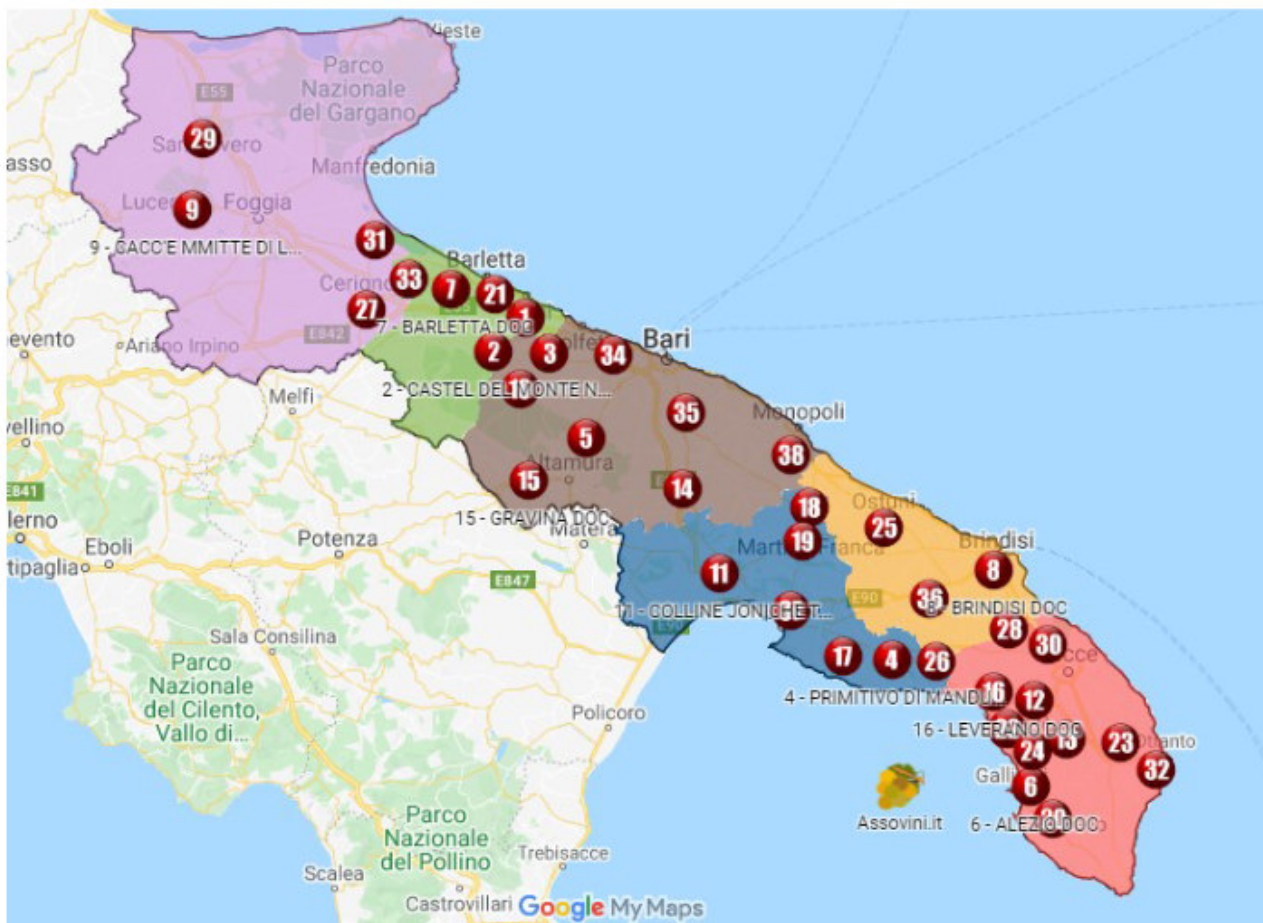 Vieste
Parco
Nazionale
del Gargano
E55
29
Manfredonia
9
Foggia
9 - CACC'E MMITTE DI L...
31
33
7
Barletta
21
1
27
E842
7 - BARLETTA DOC
Ariano Irpino
2
3
34
Bari
Melfi
2 - CASTEL DEL MONTE N...
35
Monopoli
5
38
Altamura
15
14
15 - GRAVINA DOC
Matera
18
Ostuni
25
19
Brindisi
E841
Eboli
Potenza
E847
11
8
36
E90
8 - BRINDISI DOC
11 - COLLINE JONICHE T...
28
30
Sala Consilina
17
4
26
Parco
Nazionale
del Cilento,
Vallo di...
Policoro
4 - PRIMITIVO DI MANDU...
16
12
16 - LEVERANO DOC
24
23
32
6
Assovini.it
6 - ALEZIO DOC
Parco
Nazionale
del Pollino
Trebisacce
Scalea
Castrovillari
Google My Maps